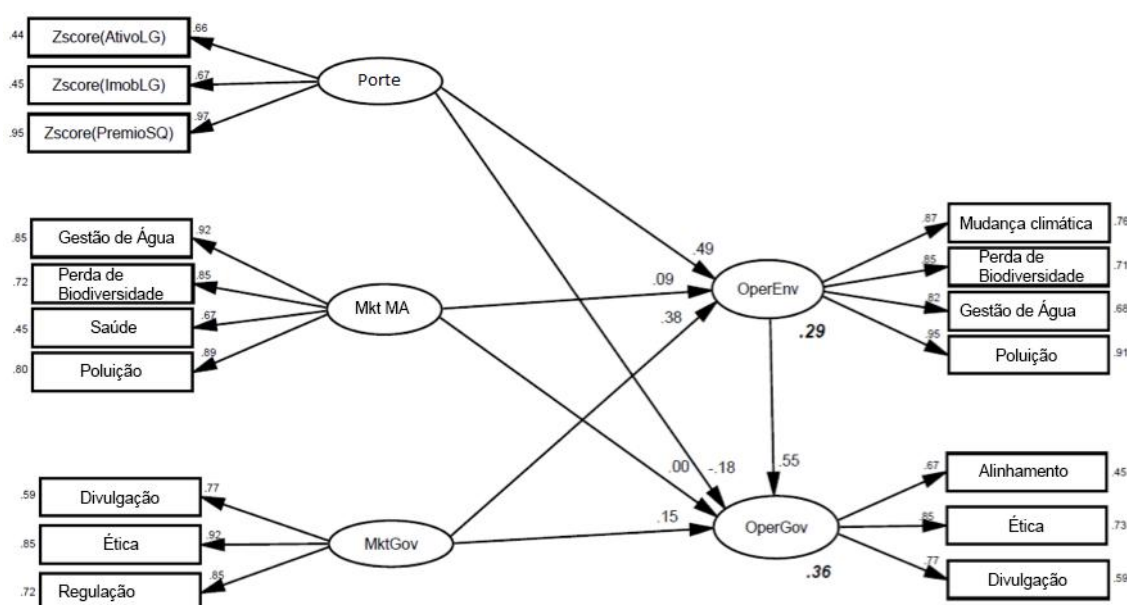 .44
Zscore(AtivoLG)
.66
.45
Zscore(ImobLG)
.67
.95
Zscore(PremioSQ)
.97
Porte
.85
Gestão de Água
.92
.72
Perda de
Biodiversidade
.85
.45
Saúde
.67
.80
Poluição
.89
Mkt MA
.59
Divulgação
.77
.85
Ética
.92
.72
Regulação
.85
MktGov
.49
.09
.38
OperEnv
.29
.00
-.18
.55
.15
OperGov
.36
.87
Mudança climática
.76
.85
Perda de
Biodiversidade
.71
.82
Gestão de Água
.68
.95
Poluição
.91
.67
Alinhamento
.45
.85
Ética
.73
.77
Divulgação
.59